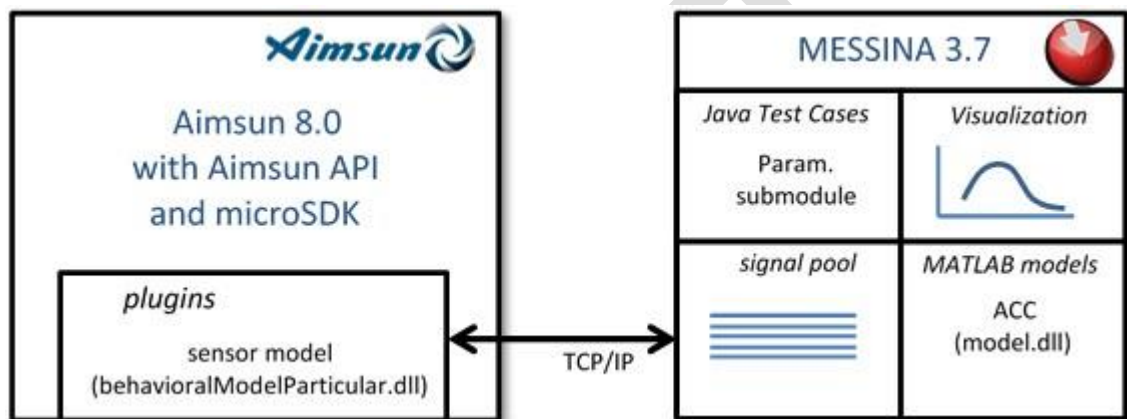 Aimsun
Aimsun 8.0
with Aimsun API
and microSDK
plugins
sensor model
(behavioralModelParticular.dll)
TCP/IP
MESSINA 3.7
Java Test Cases
Param.
submodule
Visualization
signal pool
MATLAB models
ACC
(model.dll)